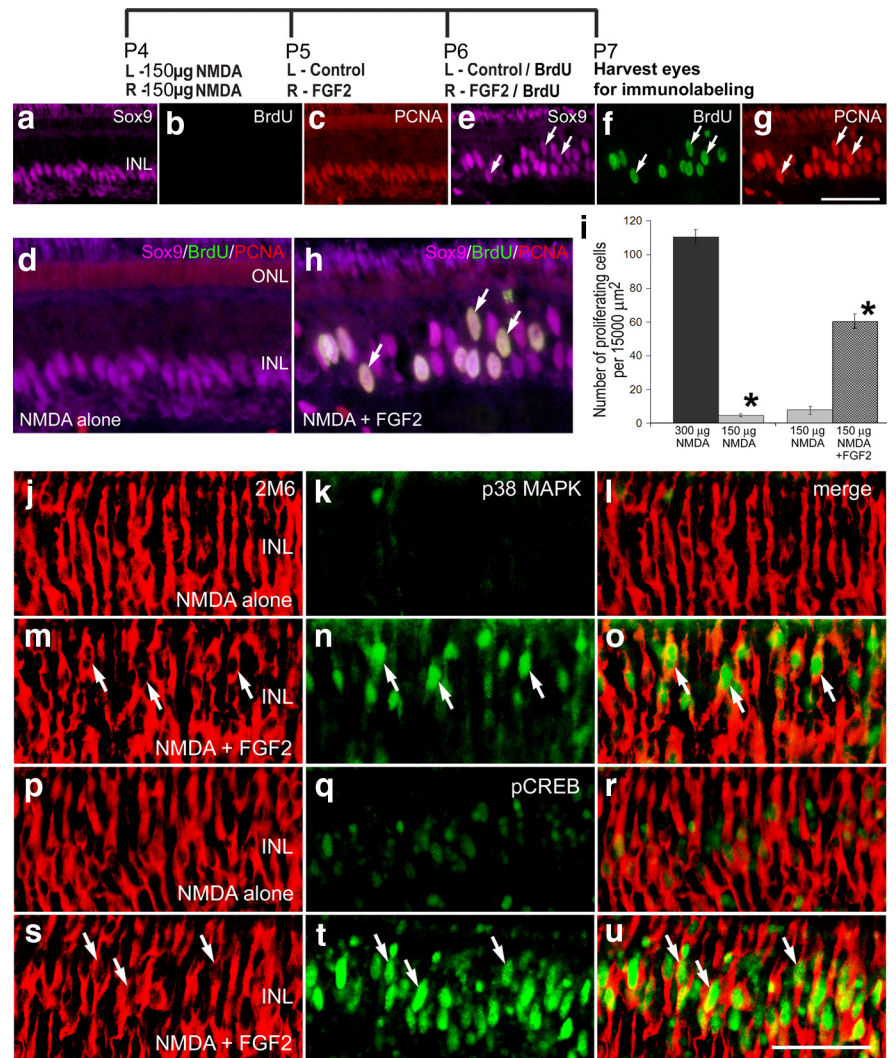 P4 P5 P6 P7
L -150µg NMDA L - Control L - Control / BrdU Harvest eyes
R -150µg NMDA R - FGF2 R - FGF2 / BrdU for immunolabeling
a Sox9 INL
b BrdU
c PCNA
e Sox9
f BrdU
g PCNA
d Sox9/BrdU/PCNA
ONL
INL
NMDA alone
h Sox9/BrdU/PCNA
NMDA + FGF2
i
Number of proliferating cells
per 15000 µm2
120
100
80
60
40
20
0
*
*
300 µg 150 µg 150 µg 150 µg
NMDA NMDA NMDA NMDA
+FGF2
j 2M6
INL
NMDA alone
k p38 MAPK
l merge
m
INL
NMDA + FGF2
n
o
p
INL
NMDA alone
q pCREB
r
s
INL
NMDA + FGF2
t
u